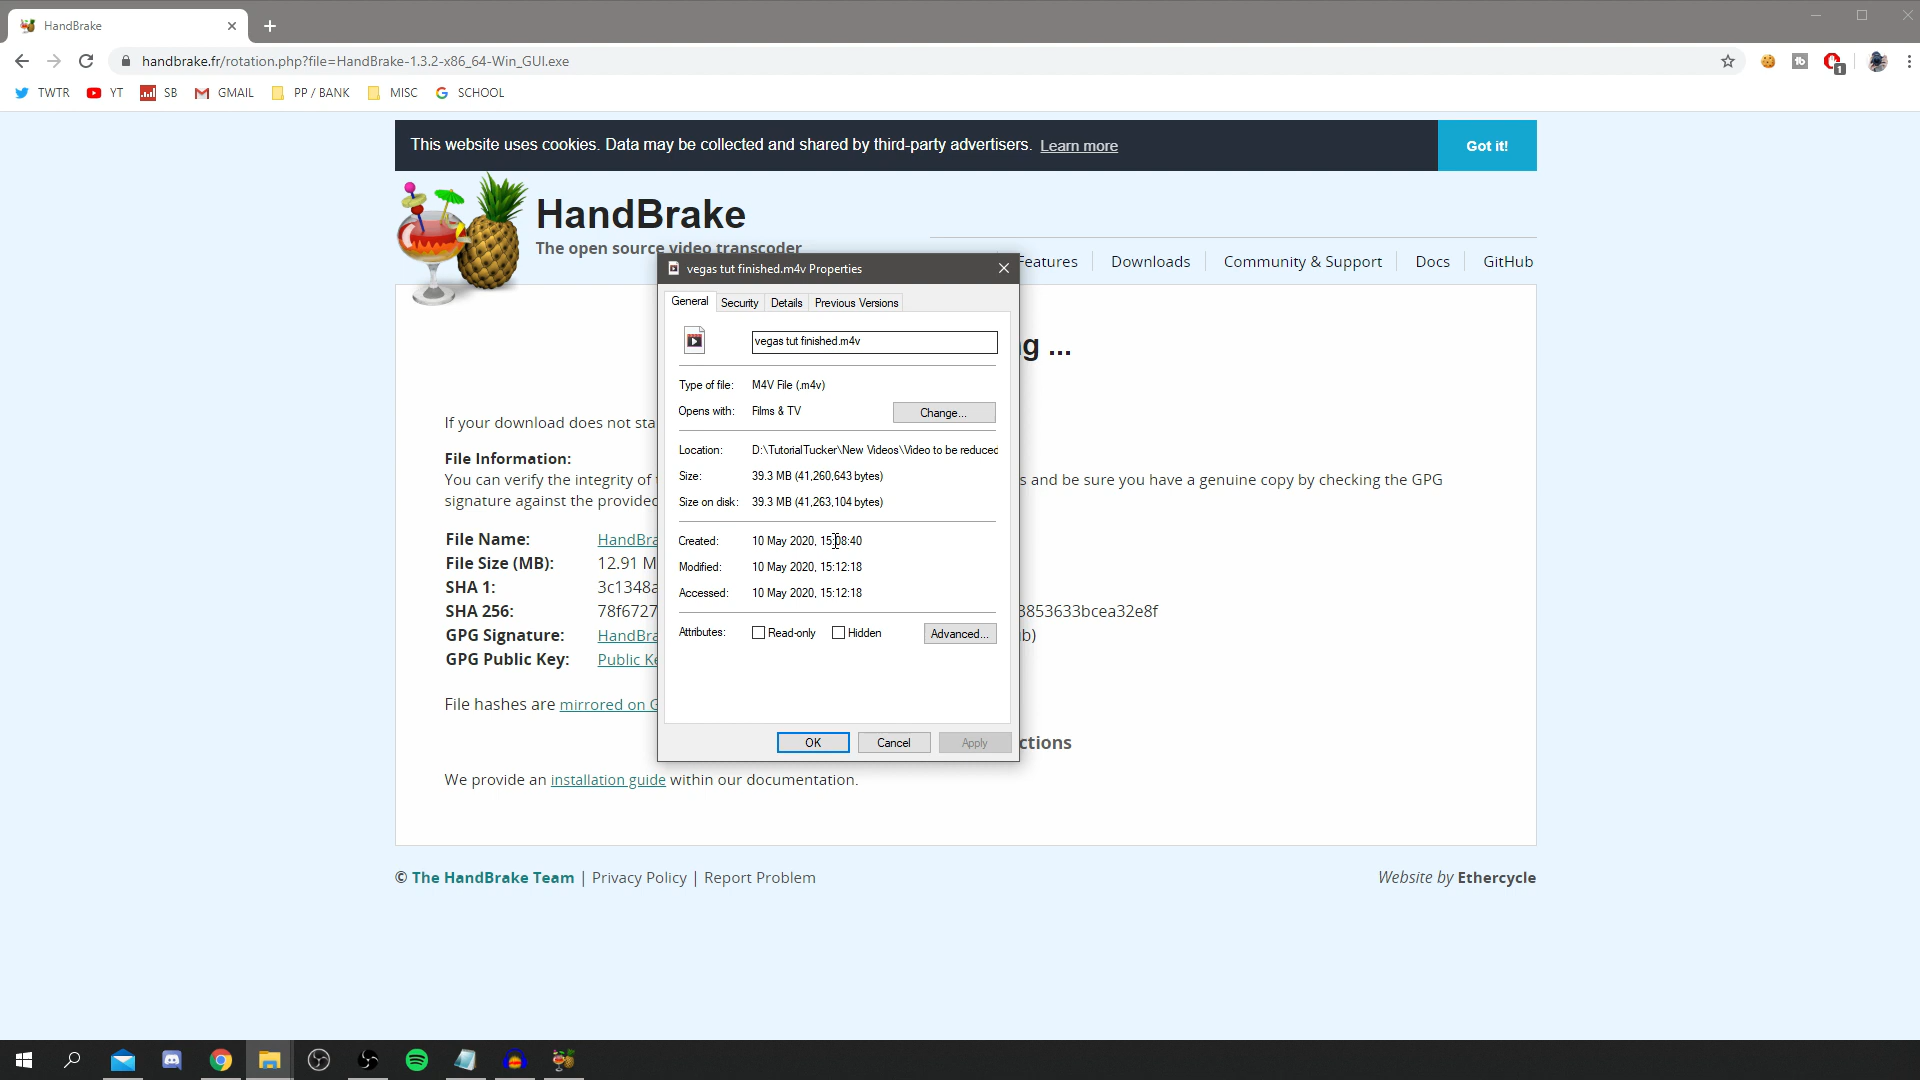 HandBrake
handbrake.fr/rotation.php?file=HandBrake-1.3.2-x86_64-Win_GUI.exe
1
TWTR YT SB GMAIL PP / BANK MISC SCHOOL
This website uses cookies. Data may be collected and shared by third-party advertisers. Learn more
Got it!
HandBrake
The open source video transcoder
Features Downloads Community & Support Docs GitHub
vegas tut finished.m4v Properties
General Security Details Previous Versions
vegas tut finished.m4v
g ...
Type of file: M4V File (.m4v)
Opens with: Films & TV Change...
If your download does not sta
Location: D:\TutorialTucker\New Videos\Video to be reduced
File Information:
Size: 39.3 MB (41,260,643 bytes)
You can verify the integrity of
s and be sure you have a genuine copy by checking the GPG
signature against the provided
Size on disk: 39.3 MB (41,263,104 bytes)
File Name: HandBra
Created: 10 May 2020, 15:08:40
File Size (MB): 12.91 M
Modified: 10 May 2020, 15:12:18
SHA 1: 3c1348a
Accessed: 10 May 2020, 15:12:18
SHA 256: 78f6727
3853633bcea32e8f
GPG Signature: HandBra
b)
Attributes: Read-only Hidden Advanced...
GPG Public Key: Public Ke
File hashes are mirrored on G
OK Cancel Apply
ctions
We provide an installation guide within our documentation.
© The HandBrake Team | Privacy Policy | Report Problem
Website by Ethercycle